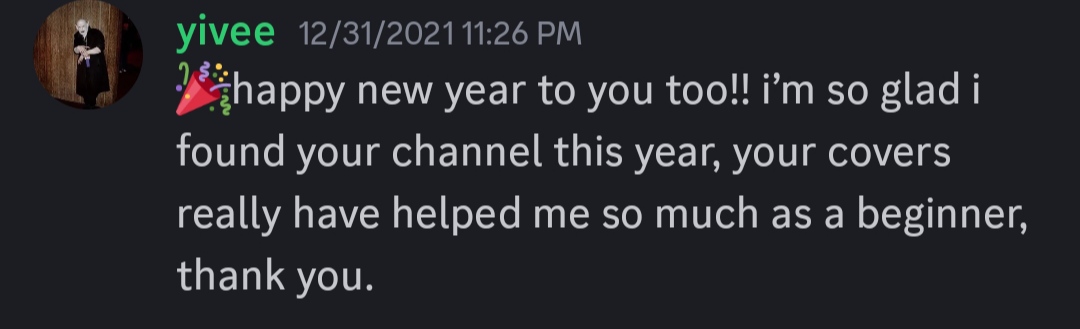 yivee 12/31/2021 11:26 PM
🎉happy new year to you too!! i’m so glad i
found your channel this year, your covers
really have helped me so much as a beginner,
thank you.